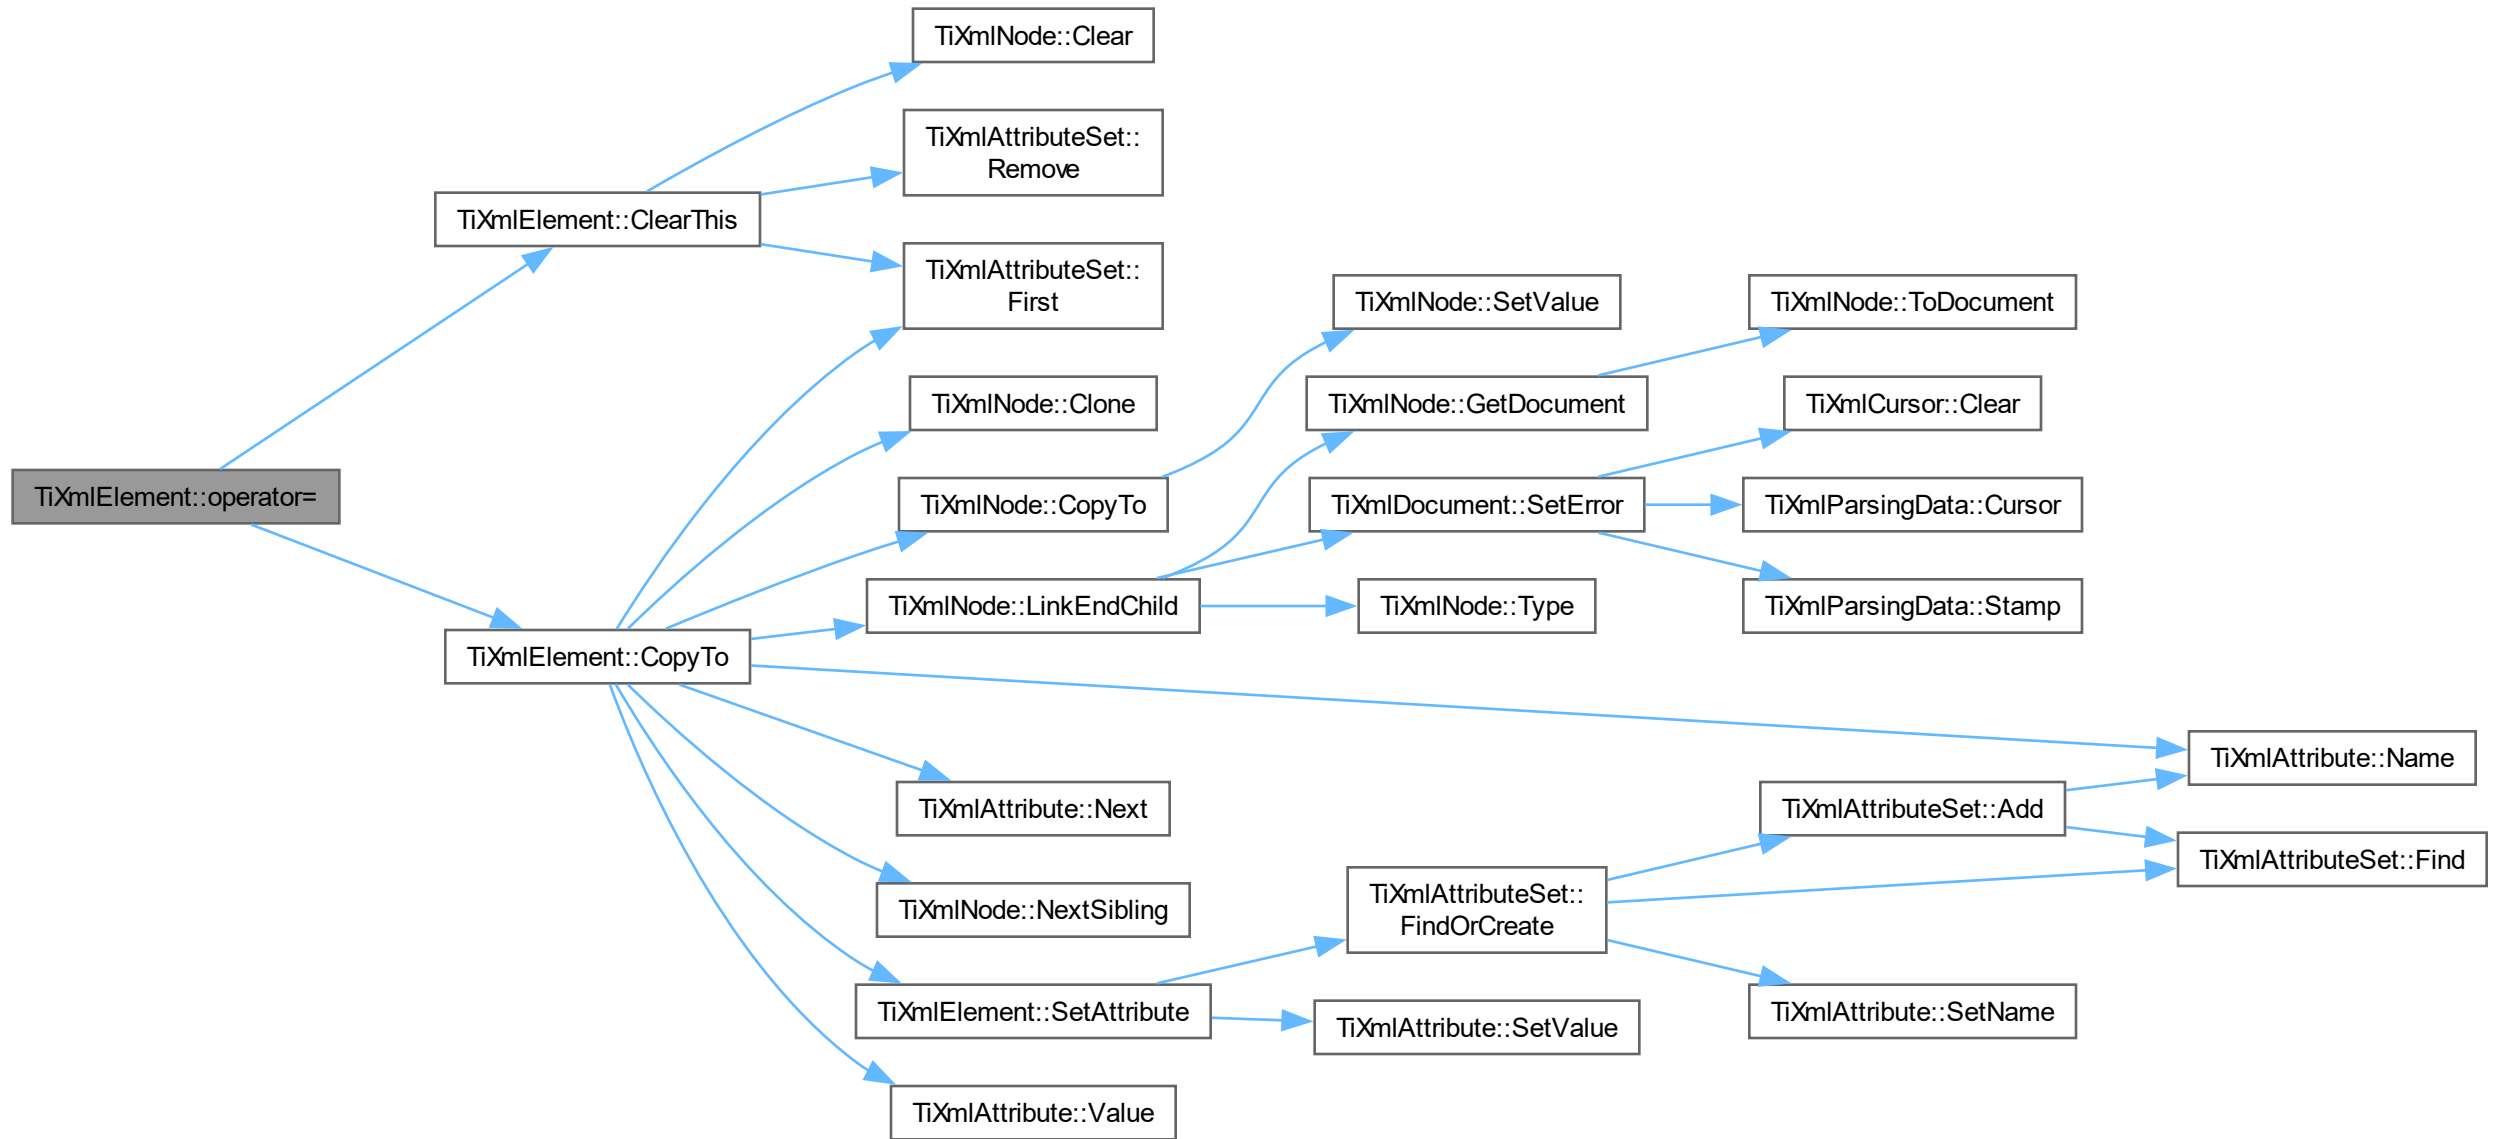 TiXmlElement::operator=
TiXmlElement::ClearThis
TiXmlElement::CopyTo
TiXmlNode::Clear
TiXmlAttributeSet::
Remove
TiXmlAttributeSet::
First
TiXmlNode::Clone
TiXmlNode::CopyTo
TiXmlNode::LinkEndChild
TiXmlAttribute::Next
TiXmlNode::NextSibling
TiXmlElement::SetAttribute
TiXmlAttribute::Value
TiXmlNode::SetValue
TiXmlNode::GetDocument
TiXmlDocument::SetError
TiXmlNode::Type
TiXmlAttributeSet::
FindOrCreate
TiXmlAttribute::SetValue
TiXmlNode::ToDocument
TiXmlCursor::Clear
TiXmlParsingData::Cursor
TiXmlParsingData::Stamp
TiXmlAttributeSet::Add
TiXmlAttribute::SetName
TiXmlAttribute::Name
TiXmlAttributeSet::Find